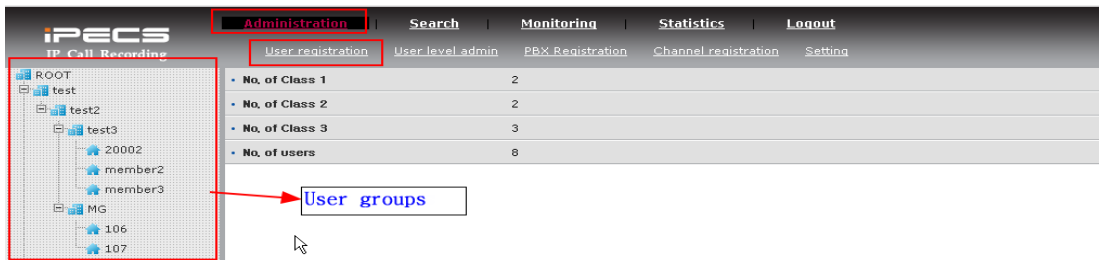 iPECS
IP Call Recording
Administration | Search | Monitoring | Statistics | Logout
User registration User level admin PBX Registration Channel registration Setting
ROOT
test
test2
test3
20002
member2
member3
MG
106
107
• No. of Class 1 2
• No. of Class 2 2
• No. of Class 3 3
• No. of users 8
User groups